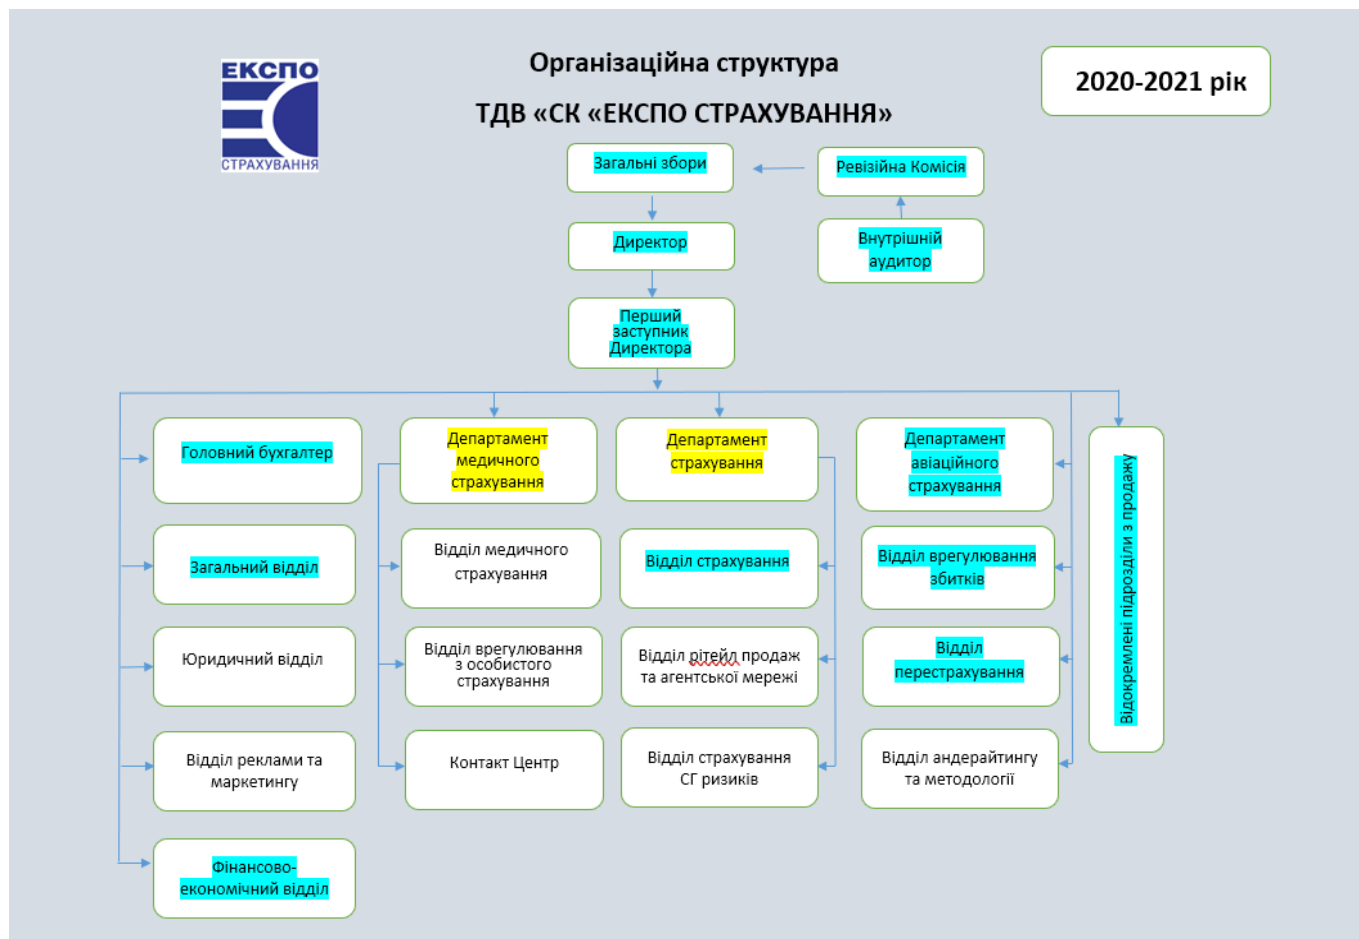 ЕКСПО
СТРАХУВАННЯ
Організаційна структура
ТДВ «СК «ЕКСПО СТРАХУВАННЯ»
2020-2021 рік
Загальні збори
Ревізійна Комісія
Директор
Внутрішній
аудитор
Перший
заступник
Директора
Головний бухгалтер
Загальний відділ
Юридичний відділ
Відділ реклами та
маркетингу
Фінансово-
економічний відділ
Департамент
медичного
страхування
Відділ медичного
страхування
Відділ врегулювання
з особистого
страхування
Контакт Центр
Департамент
страхування
Відділ страхування
Відділ рітейл продаж
та агентської мережі
Відділ страхування
СГ ризиків
Департамент
авіаційного
страхування
Відділ врегулювання
збитків
Відділ
перестрахування
Відділ андерайтингу
та методології
Відокремлені підрозділи з продажу